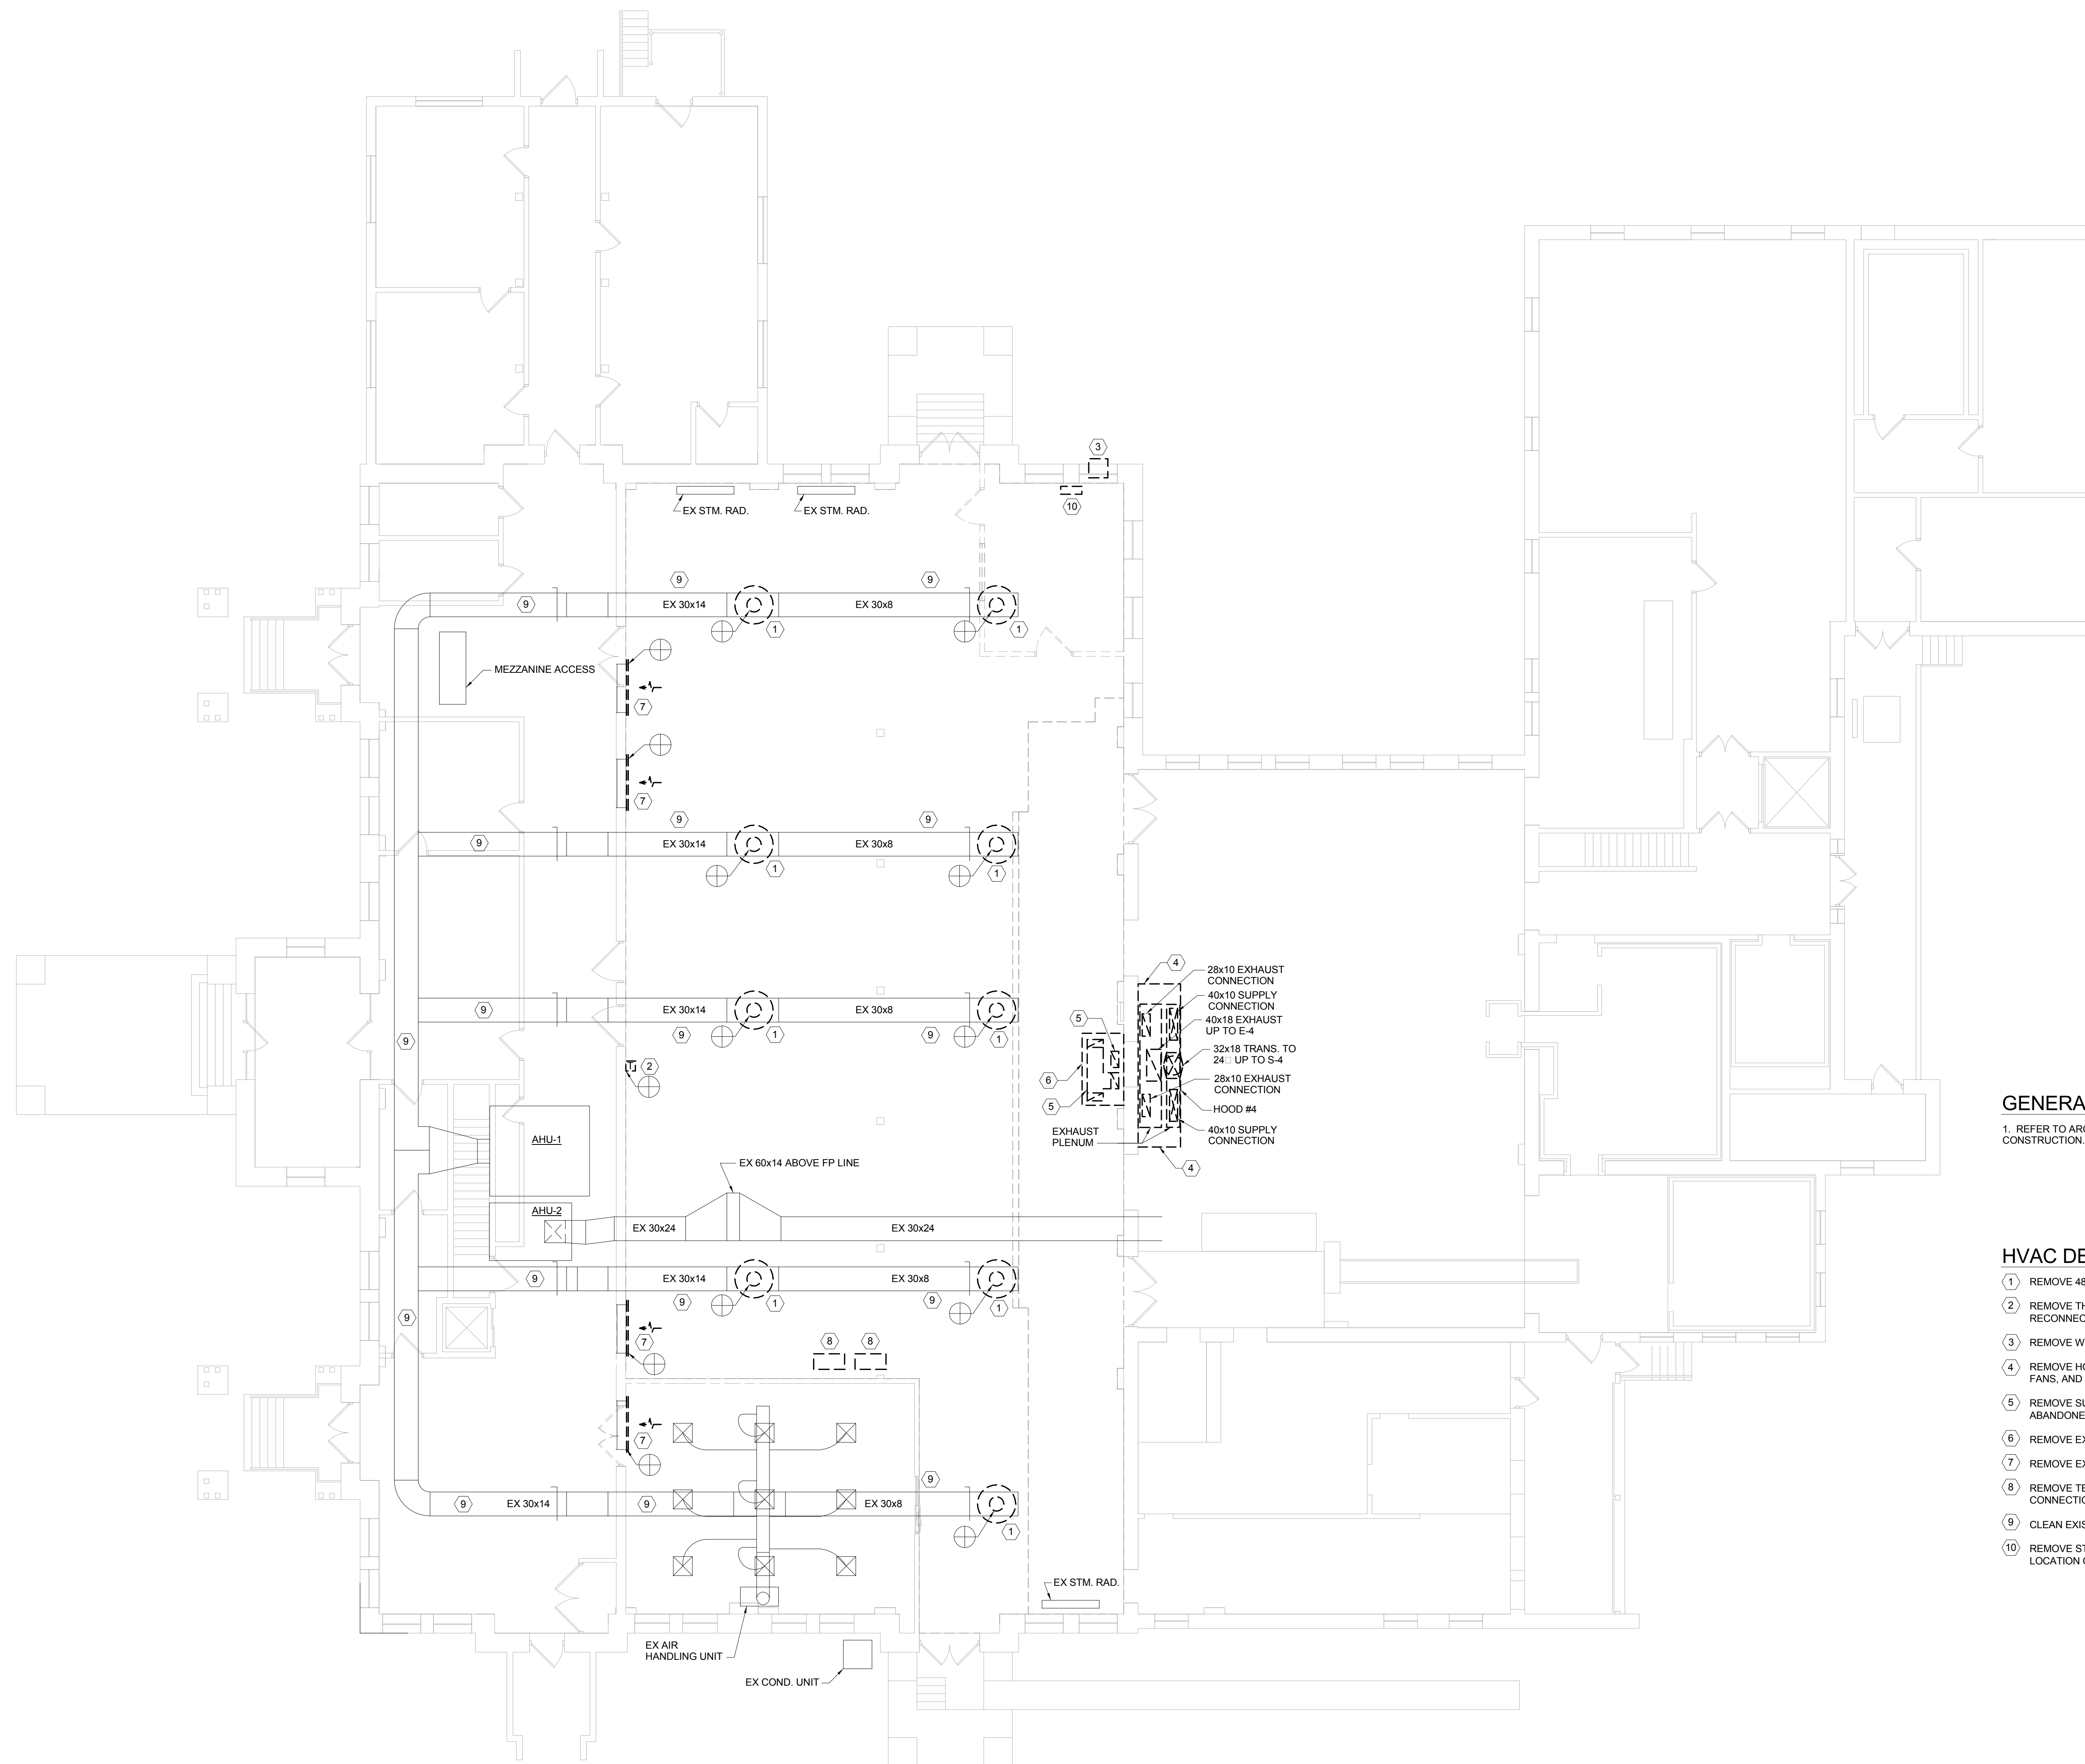 3
10
EX STM. RAD.
EX STM. RAD.
9
9
9
EX 30x14
EX 30x8
1
1
MEZZANINE ACCESS
7
7
9
9
9
EX 30x14
EX 30x8
1
1
4
28x10 EXHAUST
CONNECTION
40x10 SUPPLY
CONNECTION
40x18 EXHAUST
UP TO E-4
32x18 TRANS. TO
24□ UP TO S-4
28x10 EXHAUST
CONNECTION
HOOD #4
40x10 SUPPLY
CONNECTION
EXHAUST
PLENUM
4
5
6
5
9
EX 30x14
EX 30x8
9
9
1
1
9
T
2
AHU-1
EX 60x14 ABOVE FP LINE
AHU-2
EX 30x24
EX 30x24
9
EX 30x14
EX 30x8
9
9
1
1
9
7
8
8
7
9
9
EX 30x14
9
EX 30x8
1
EX STM. RAD.
EX AIR
HANDLING UNIT
EX COND. UNIT
GENERA
1. REFER TO ARC
CONSTRUCTION.
HVAC DE
1 REMOVE 48
2 REMOVE TH
RECONNEC
3 REMOVE W
4 REMOVE HO
FANS, AND
5 REMOVE SU
ABANDONE
6 REMOVE EX
7 REMOVE EX
8 REMOVE TE
CONNECTIO
9 CLEAN EXIS
10 REMOVE ST
LOCATION O